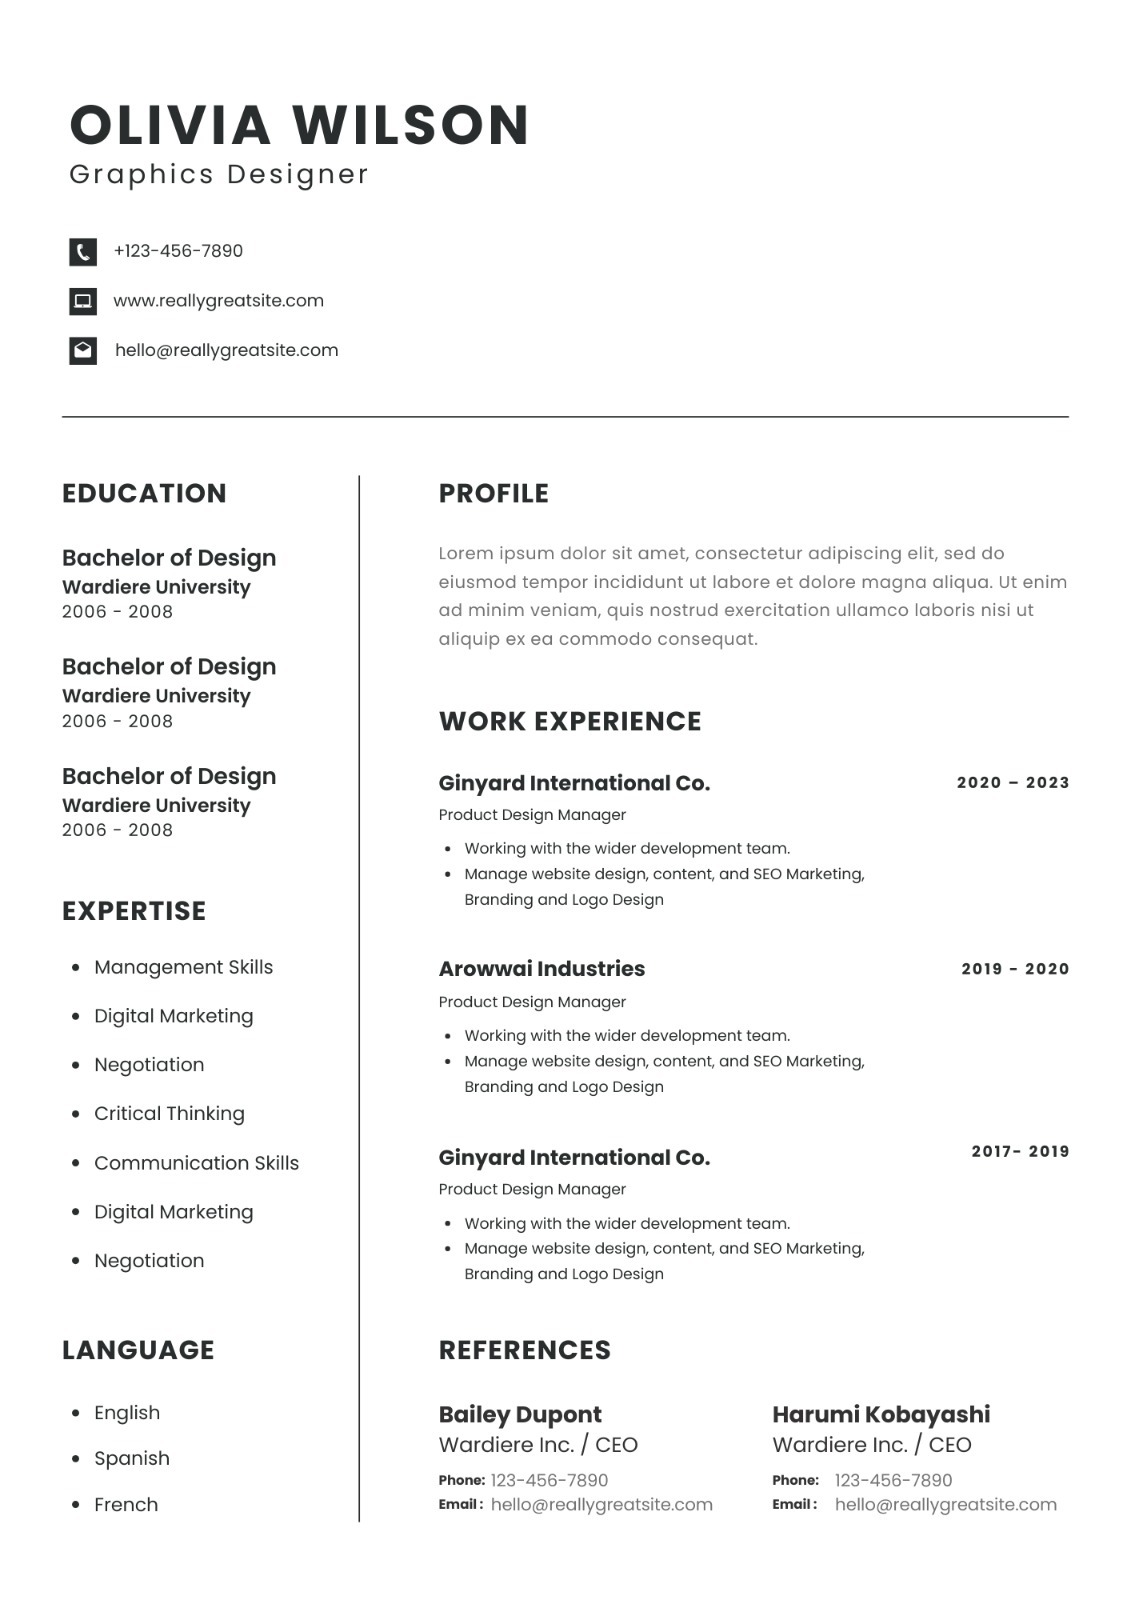 OLIVIA WILSON
Graphics Designer
+123-456-7890
www.reallygreatsite.com
hello@reallygreatsite.com
EDUCATION
Bachelor of Design
Wardiere University
2006 - 2008
Bachelor of Design
Wardiere University
2006 - 2008
Bachelor of Design
Wardiere University
2006 - 2008
EXPERTISE
Management Skills
Digital Marketing
Negotiation
Critical Thinking
Communication Skills
Digital Marketing
Negotiation
LANGUAGE
English
Spanish
French
PROFILE
Lorem ipsum dolor sit amet, consectetur adipiscing elit, sed do
eiusmod tempor incididunt ut labore et dolore magna aliqua. Ut enim
ad minim veniam, quis nostrud exercitation ullamco laboris nisi ut
aliquip ex ea commodo consequat.
WORK EXPERIENCE
Ginyard International Co. 2020 – 2023
Product Design Manager
Working with the wider development team.
Manage website design, content, and SEO Marketing,
Branding and Logo Design
Arowwai Industries 2019 - 2020
Product Design Manager
Working with the wider development team.
Manage website design, content, and SEO Marketing,
Branding and Logo Design
Ginyard International Co. 2017- 2019
Product Design Manager
Working with the wider development team.
Manage website design, content, and SEO Marketing,
Branding and Logo Design
REFERENCES
Bailey Dupont
Wardiere Inc. / CEO
Phone: 123-456-7890
Email : hello@reallygreatsite.com
Harumi Kobayashi
Wardiere Inc. / CEO
Phone: 123-456-7890
Email : hello@reallygreatsite.com